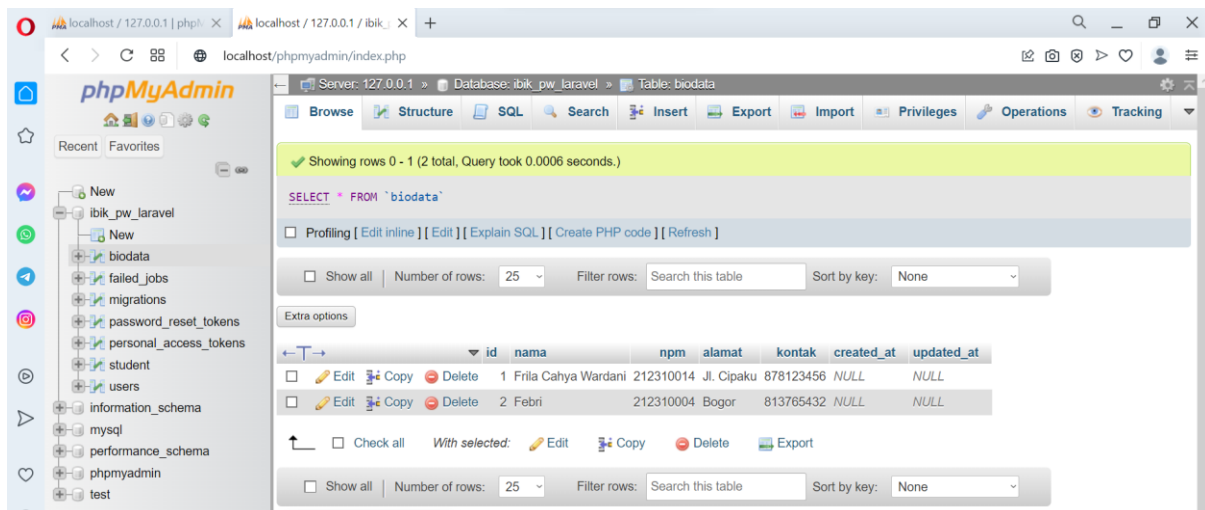 localhost / 127.0.0.1 | phpM
localhost / 127.0.0.1 / ibik_
localhost/phpmyadmin/index.php
phpMyAdmin
Recent Favorites
New
ibik_pw_laravel
New
biodata
failed_jobs
migrations
password_reset_tokens
personal_access_tokens
student
users
information_schema
mysql
performance_schema
phpmyadmin
test
Server: 127.0.0.1 » Database: ibik_pw_laravel » Table: biodata
Browse Structure SQL Search Insert Export Import Privileges Operations Tracking
Showing rows 0 - 1 (2 total, Query took 0.0006 seconds.)
SELECT * FROM `biodata`
Profiling [ Edit inline ] [ Edit ] [ Explain SQL ] [ Create PHP code ] [ Refresh ]
Show all | Number of rows: 25 Filter rows: Search this table Sort by key: None
Extra options
←T→ id nama npm alamat kontak created_at updated_at
Edit Copy Delete 1 Frila Cahya Wardani 212310014 Jl. Cipaku 878123456 NULL NULL
Edit Copy Delete 2 Febri 212310004 Bogor 813765432 NULL NULL
Check all With selected: Edit Copy Delete Export
Show all | Number of rows: 25 Filter rows: Search this table Sort by key: None